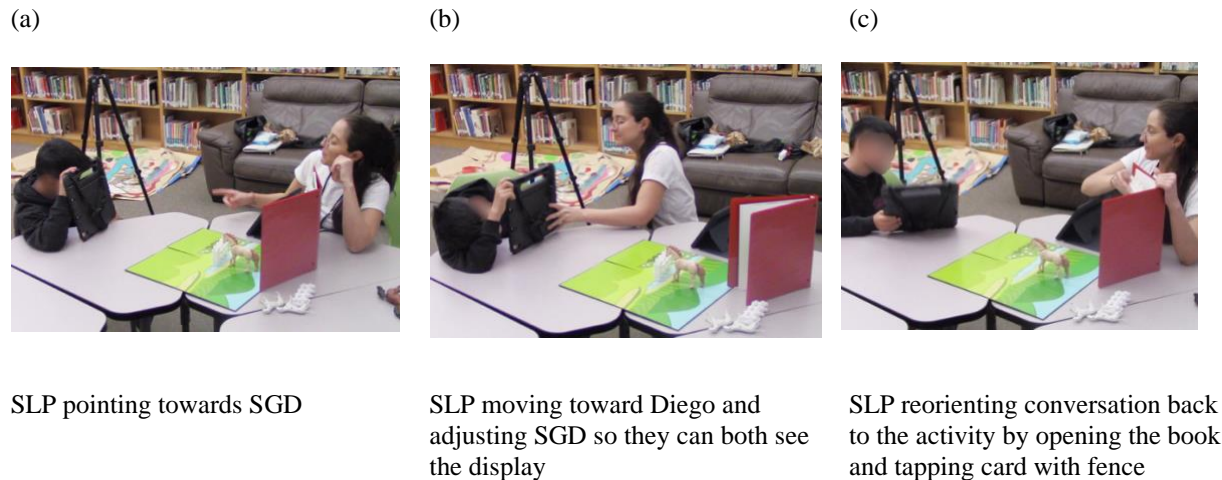 (a)
(b)
(c)
SLP pointing towards SGD
SLP moving toward Diego and
adjusting SGD so they can both see
the display
SLP reorienting conversation back
to the activity by opening the book
and tapping card with fence